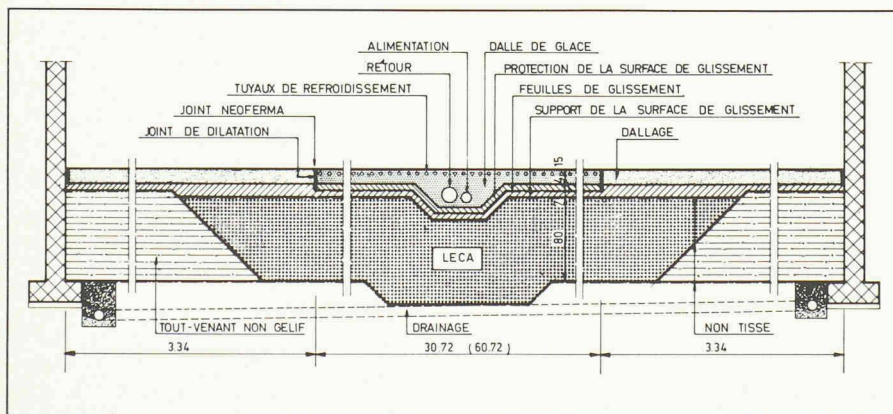 ALIMENTATION
DALLE DE GLACE
RETOUR
PROTECTION DE LA SURFACE DE GLISSEMENT
TUYAUX DE REFROIDISSEMENT
FEUILLES DE GLISSEMENT
JOINT NEOFERMA
SUPPORT DE LA SURFACE DE GLISSEMENT
JOINT DE DILATATION
DALLAGE
15
4
7
80
LECA
TOUT-VENANT NON GELIF
DRAINAGE
NON TISSE
3.34
30.72 (60.72)
3.34